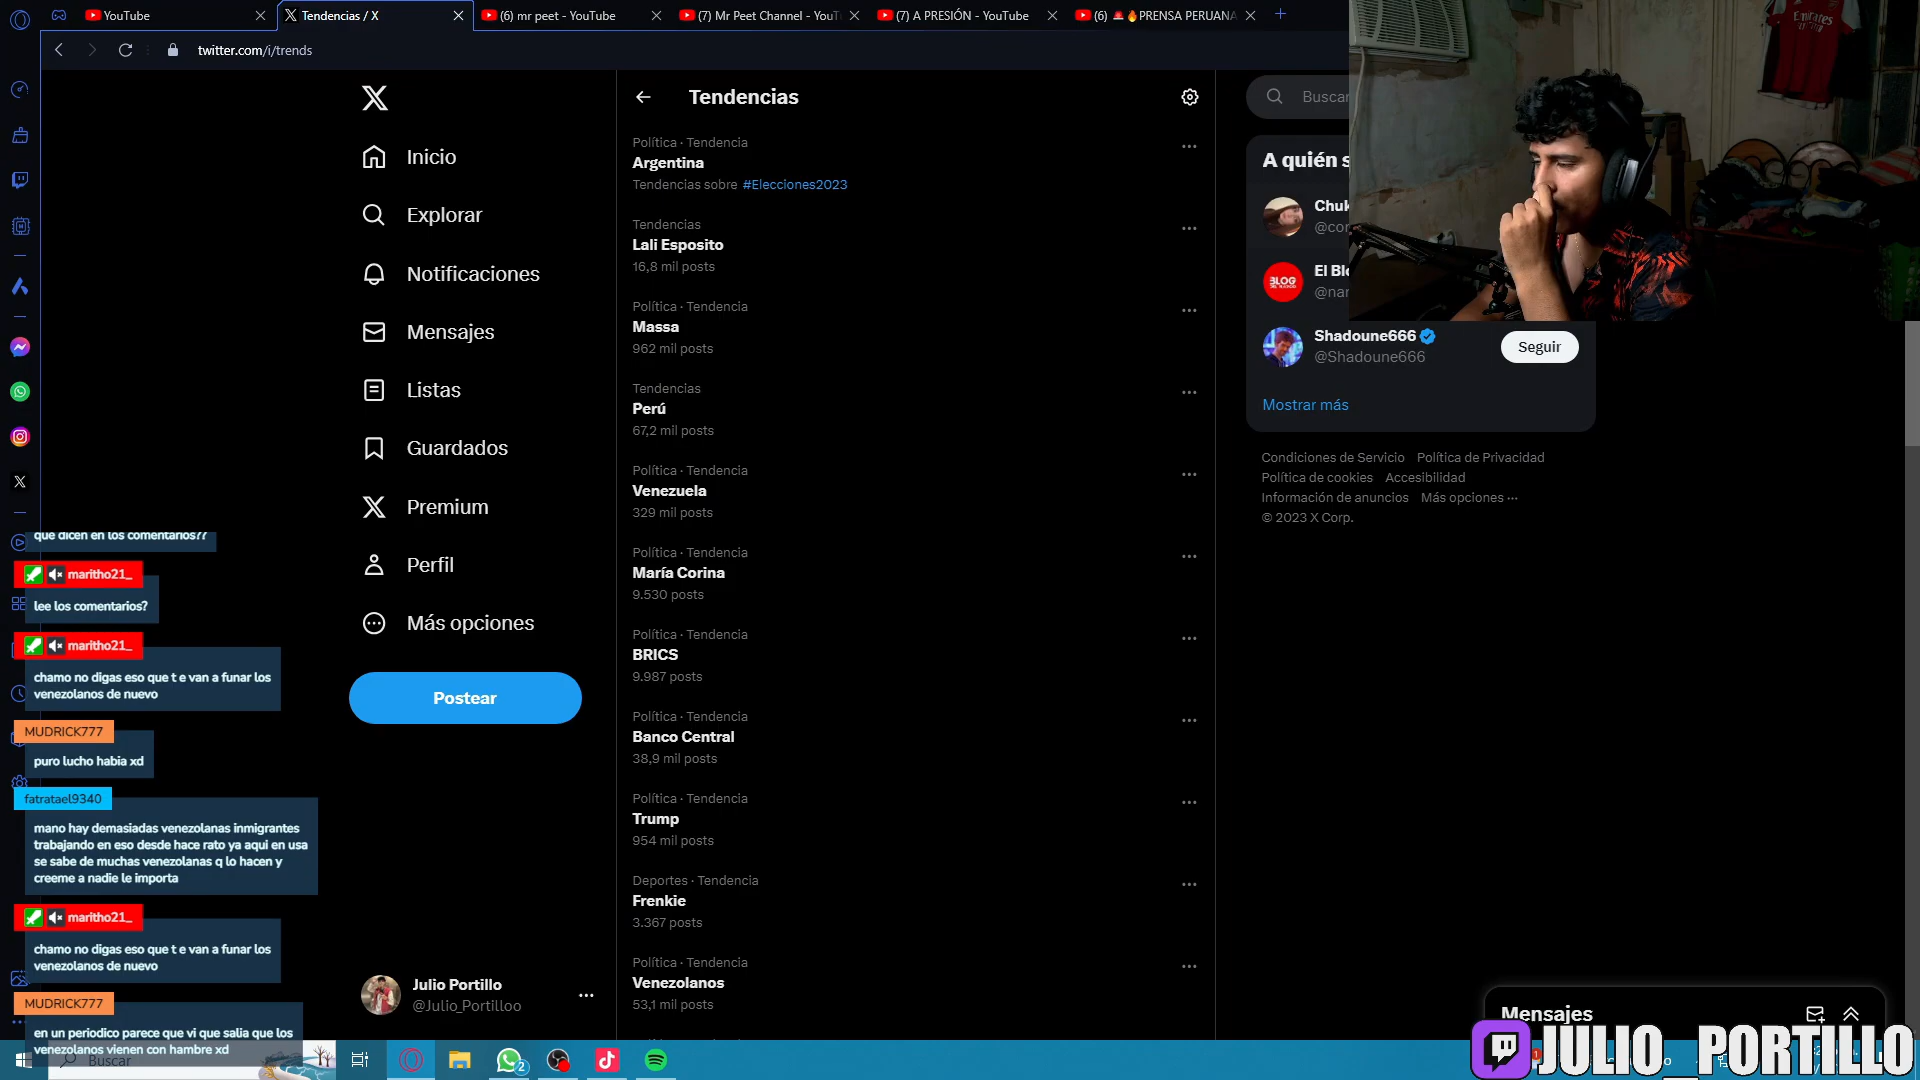 YouTube
Tendencias / X
(6) mr peet - YouTube
(7) Mr Peet Channel - YouT
(7) A PRESIÓN - YouTube
(6) 🚨🔥PRENSA PERUANA
twitter.com/i/trends
Inicio
Explorar
Notificaciones
Mensajes
Listas
Guardados
Premium
Perfil
Más opciones
Postear
Julio Portillo
@Julio_Portilloo
Tendencias
Política · Tendencia
Argentina
Tendencias sobre #Elecciones2023
Tendencias
Lali Esposito
16,8 mil posts
Política · Tendencia
Massa
962 mil posts
Tendencias
Perú
67,2 mil posts
Política · Tendencia
Venezuela
329 mil posts
Política · Tendencia
María Corina
9.530 posts
Política · Tendencia
BRICS
9.987 posts
Política · Tendencia
Banco Central
38,9 mil posts
Política · Tendencia
Trump
954 mil posts
Deportes · Tendencia
Frenkie
3.367 posts
Política · Tendencia
Venezolanos
53,1 mil posts
Buscar
A quién s
Chuk
@cor
BLOG
El Blo
@nar
Shadoune666
@Shadoune666
Seguir
Mostrar más
Condiciones de Servicio Política de Privacidad
Política de cookies Accesibilidad
Información de anuncios Más opciones ···
© 2023 X Corp.
Emirates
que dicen en los comentarios??
maritho21_
lee los comentarios?
maritho21_
chamo no digas eso que t e van a funar los
venezolanos de nuevo
MUDRICK777
puro lucho habia xd
fatratael9340
mano hay demasiadas venezolanas inmigrantes
trabajando en eso desde hace rato ya aqui en usa
se sabe de muchas venezolanas q lo hacen y
creeme a nadie le importa
maritho21_
chamo no digas eso que t e van a funar los
venezolanos de nuevo
MUDRICK777
en un periodico parece que vi que salia que los
venezolanos vienen con hambre xd
Buscar
2
Mensajes
JULIO_PORTILLO